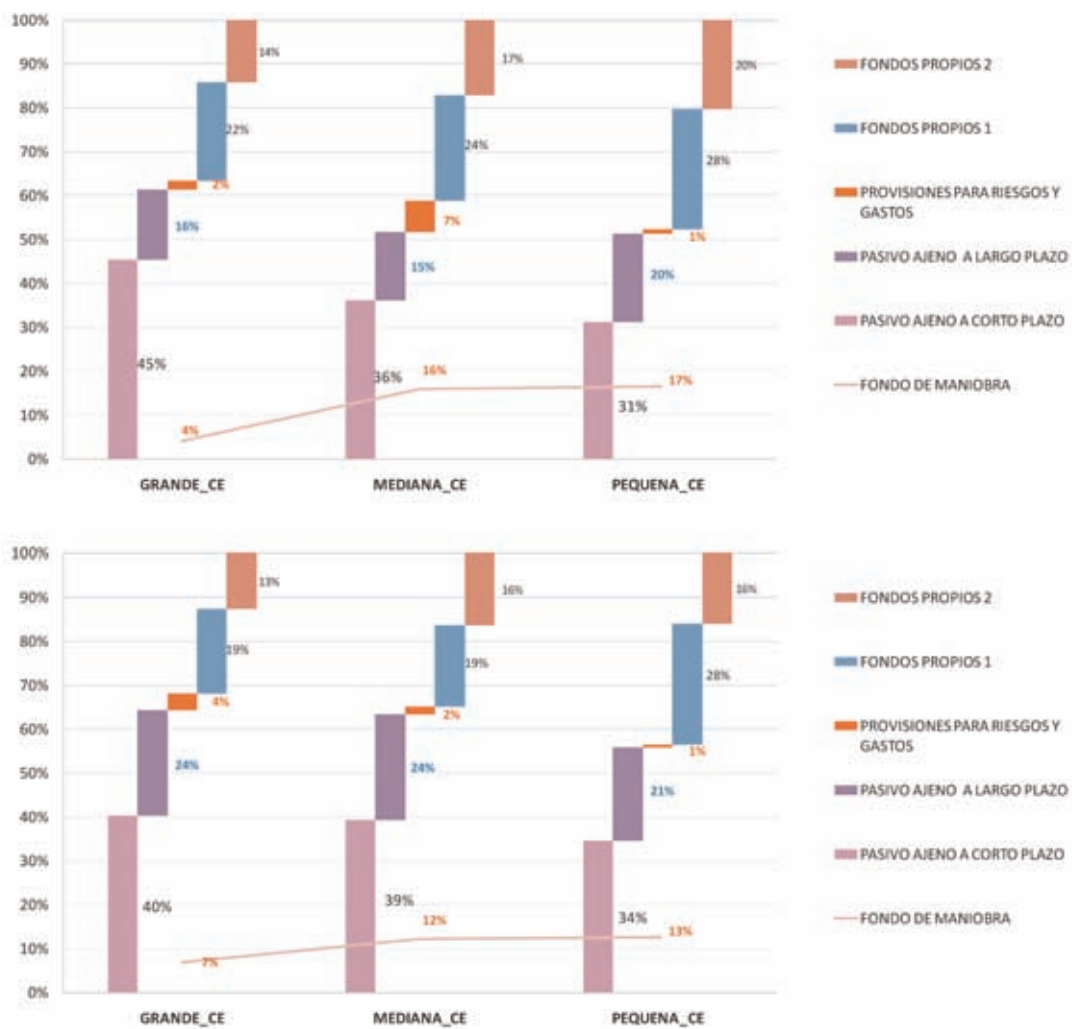 100%
90%
80%
70%
60%
50%
40%
30%
20%
10%
0%
14%
22%
2%
16%
45%
4%
17%
24%
7%
15%
36%
16%
20%
28%
1%
20%
31%
17%
GRANDE_CE
MEDIANA_CE
PEQUENA_CE
FONDOS PROPIOS 2
FONDOS PROPIOS 1
PROVISIONES PARA RIESGOS Y
GASTOS
PASIVO AJENO A LARGO PLAZO
PASIVO AJENO A CORTO PLAZO
FONDO DE MANIOBRA
100%
90%
80%
70%
60%
50%
40%
30%
20%
10%
0%
13%
19%
4%
24%
40%
7%
16%
19%
2%
24%
39%
12%
16%
28%
1%
21%
34%
13%
GRANDE_CE
MEDIANA_CE
PEQUENA_CE
FONDOS PROPIOS 2
FONDOS PROPIOS 1
PROVISIONES PARA RIESGOS Y
GASTOS
PASIVO AJENO A LARGO PLAZO
PASIVO AJENO A CORTO PLAZO
FONDO DE MANIOBRA